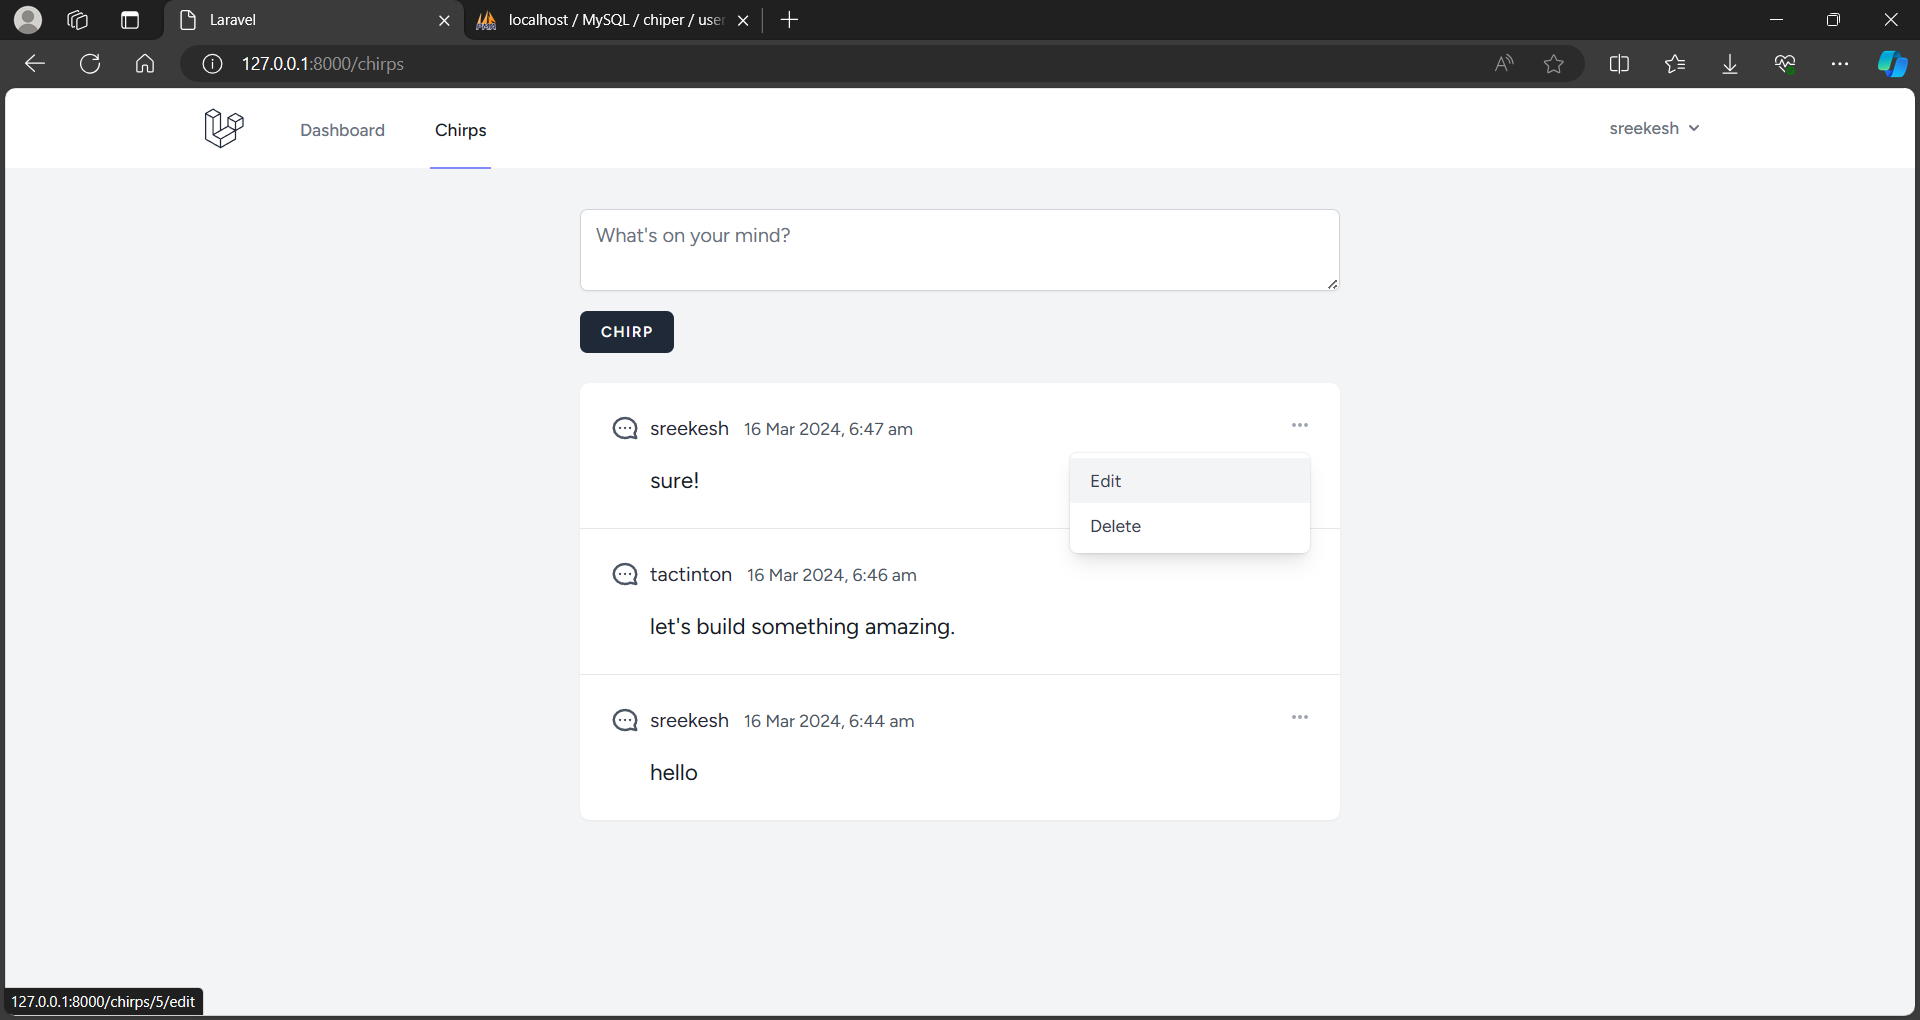 Laravel
localhost / MySQL / chiper / user
127.0.0.1:8000/chirps
Dashboard
Chirps
sreekesh
What's on your mind?
CHIRP
sreekesh 16 Mar 2024, 6:47 am
sure!
Edit
Delete
tactinton 16 Mar 2024, 6:46 am
let's build something amazing.
sreekesh 16 Mar 2024, 6:44 am
hello
127.0.0.1:8000/chirps/5/edit